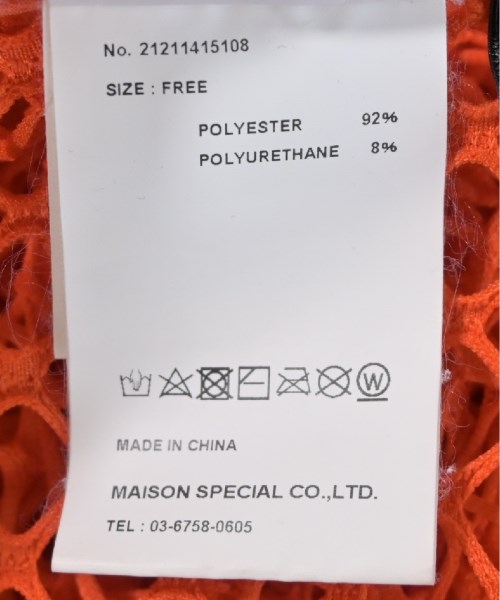 No. 21211415108
SIZE : FREE
POLYESTER 92%
POLYURETHANE 8%
W
MADE IN CHINA
MAISON SPECIAL CO.,LTD.
TEL : 03-6758-0605